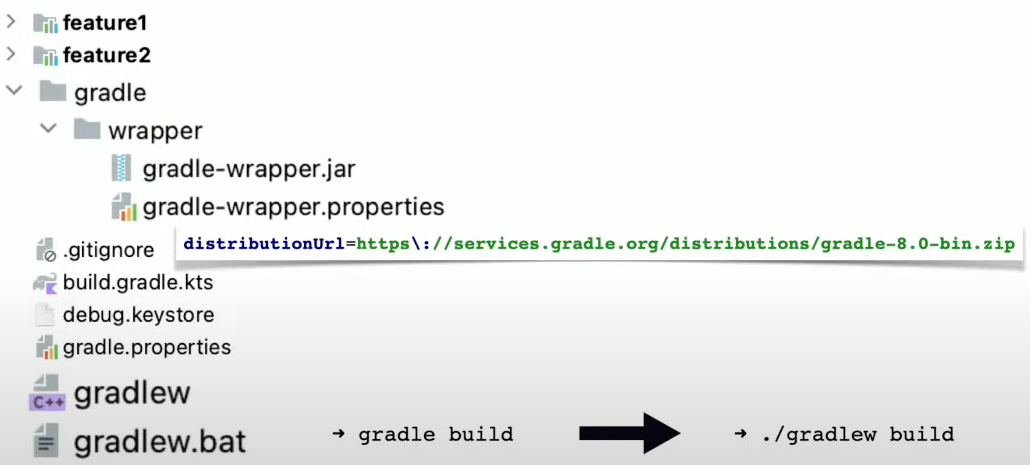 feature1
feature2
gradle
wrapper
gradle-wrapper.jar
gradle-wrapper.properties
.gitignore
distributionUrl=https\://services.gradle.org/distributions/gradle-8.0-bin.zip
build.gradle.kts
debug.keystore
gradle.properties
C++ gradlew
gradlew.bat
➜ gradle build ➜ ./gradlew build